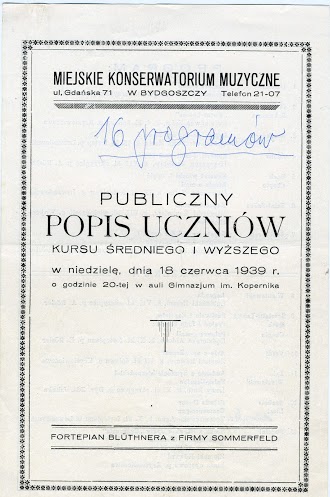 MIEJSKIE KONSERWATORIUM MUZYCZNE
ul. Gdańska 71 W BYDGOSZCZY Telefon 21-07
16 programów
PUBLICZNY
POPIS UCZNIÓW
KURSU ŚREDNIEGO I WYŻSZEGO
w niedzielę, dnia 18 czerwca 1939 r.
o godzinie 20-tej w auli Gimnazjum im. Kopernika
FORTEPIAN BLÜTHNERA z FIRMY SOMMERFELD